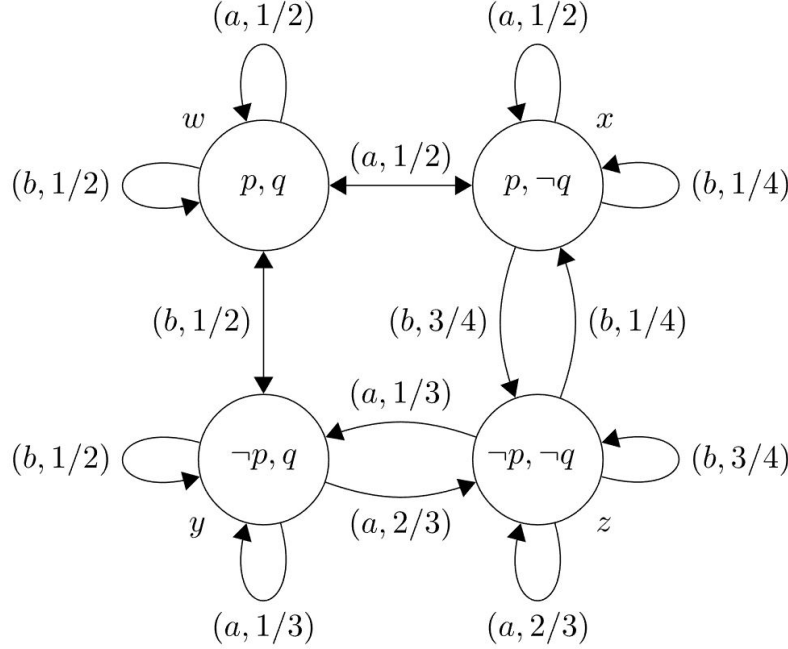 (a, 1/2) (a, 1/2)
w x
(b, 1/2) p, q (a, 1/2) p, ¬q (b, 1/4)
(b, 1/2) (b, 3/4) (b, 1/4)
(a, 1/3)
(b, 1/2) ¬p, q ¬p, ¬q (b, 3/4)
y (a, 2/3) z
(a, 1/3) (a, 2/3)